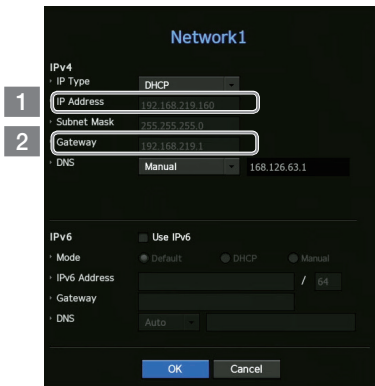 Network1
IPv4
IP Type DHCP
1 IP Address 192.168.219.160
Subnet Mask 255.255.255.0
2 Gateway 192.168.219.1
DNS Manual 168.126.63.1
IPv6 Use IPv6
Mode Default DHCP Manual
IPv6 Address / 64
Gateway
DNS Auto
OK Cancel